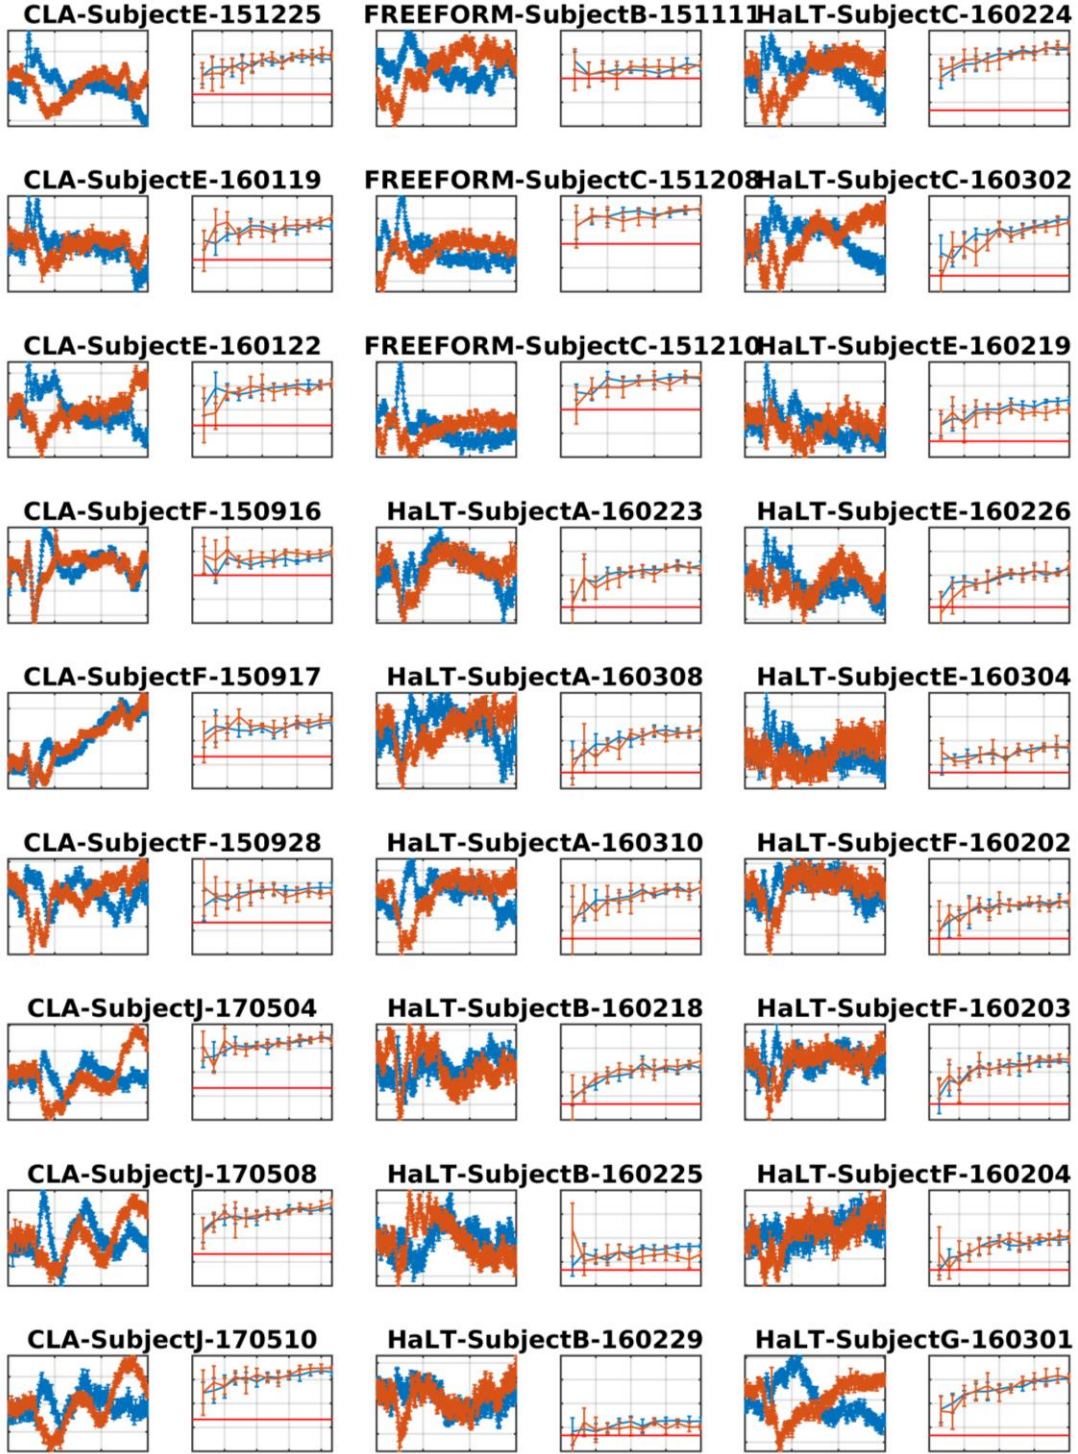 CLA-SubjectE-151225
FREEFORM-SubjectB-151111
HaLT-SubjectC-160224
CLA-SubjectE-160119
FREEFORM-SubjectC-151208
HaLT-SubjectC-160302
CLA-SubjectE-160122
FREEFORM-SubjectC-151210
HaLT-SubjectE-160219
CLA-SubjectF-150916
HaLT-SubjectA-160223
HaLT-SubjectE-160226
CLA-SubjectF-150917
HaLT-SubjectA-160308
HaLT-SubjectE-160304
CLA-SubjectF-150928
HaLT-SubjectA-160310
HaLT-SubjectF-160202
CLA-SubjectJ-170504
HaLT-SubjectB-160218
HaLT-SubjectF-160203
CLA-SubjectJ-170508
HaLT-SubjectB-160225
HaLT-SubjectF-160204
CLA-SubjectJ-170510
HaLT-SubjectB-160229
HaLT-SubjectG-160301